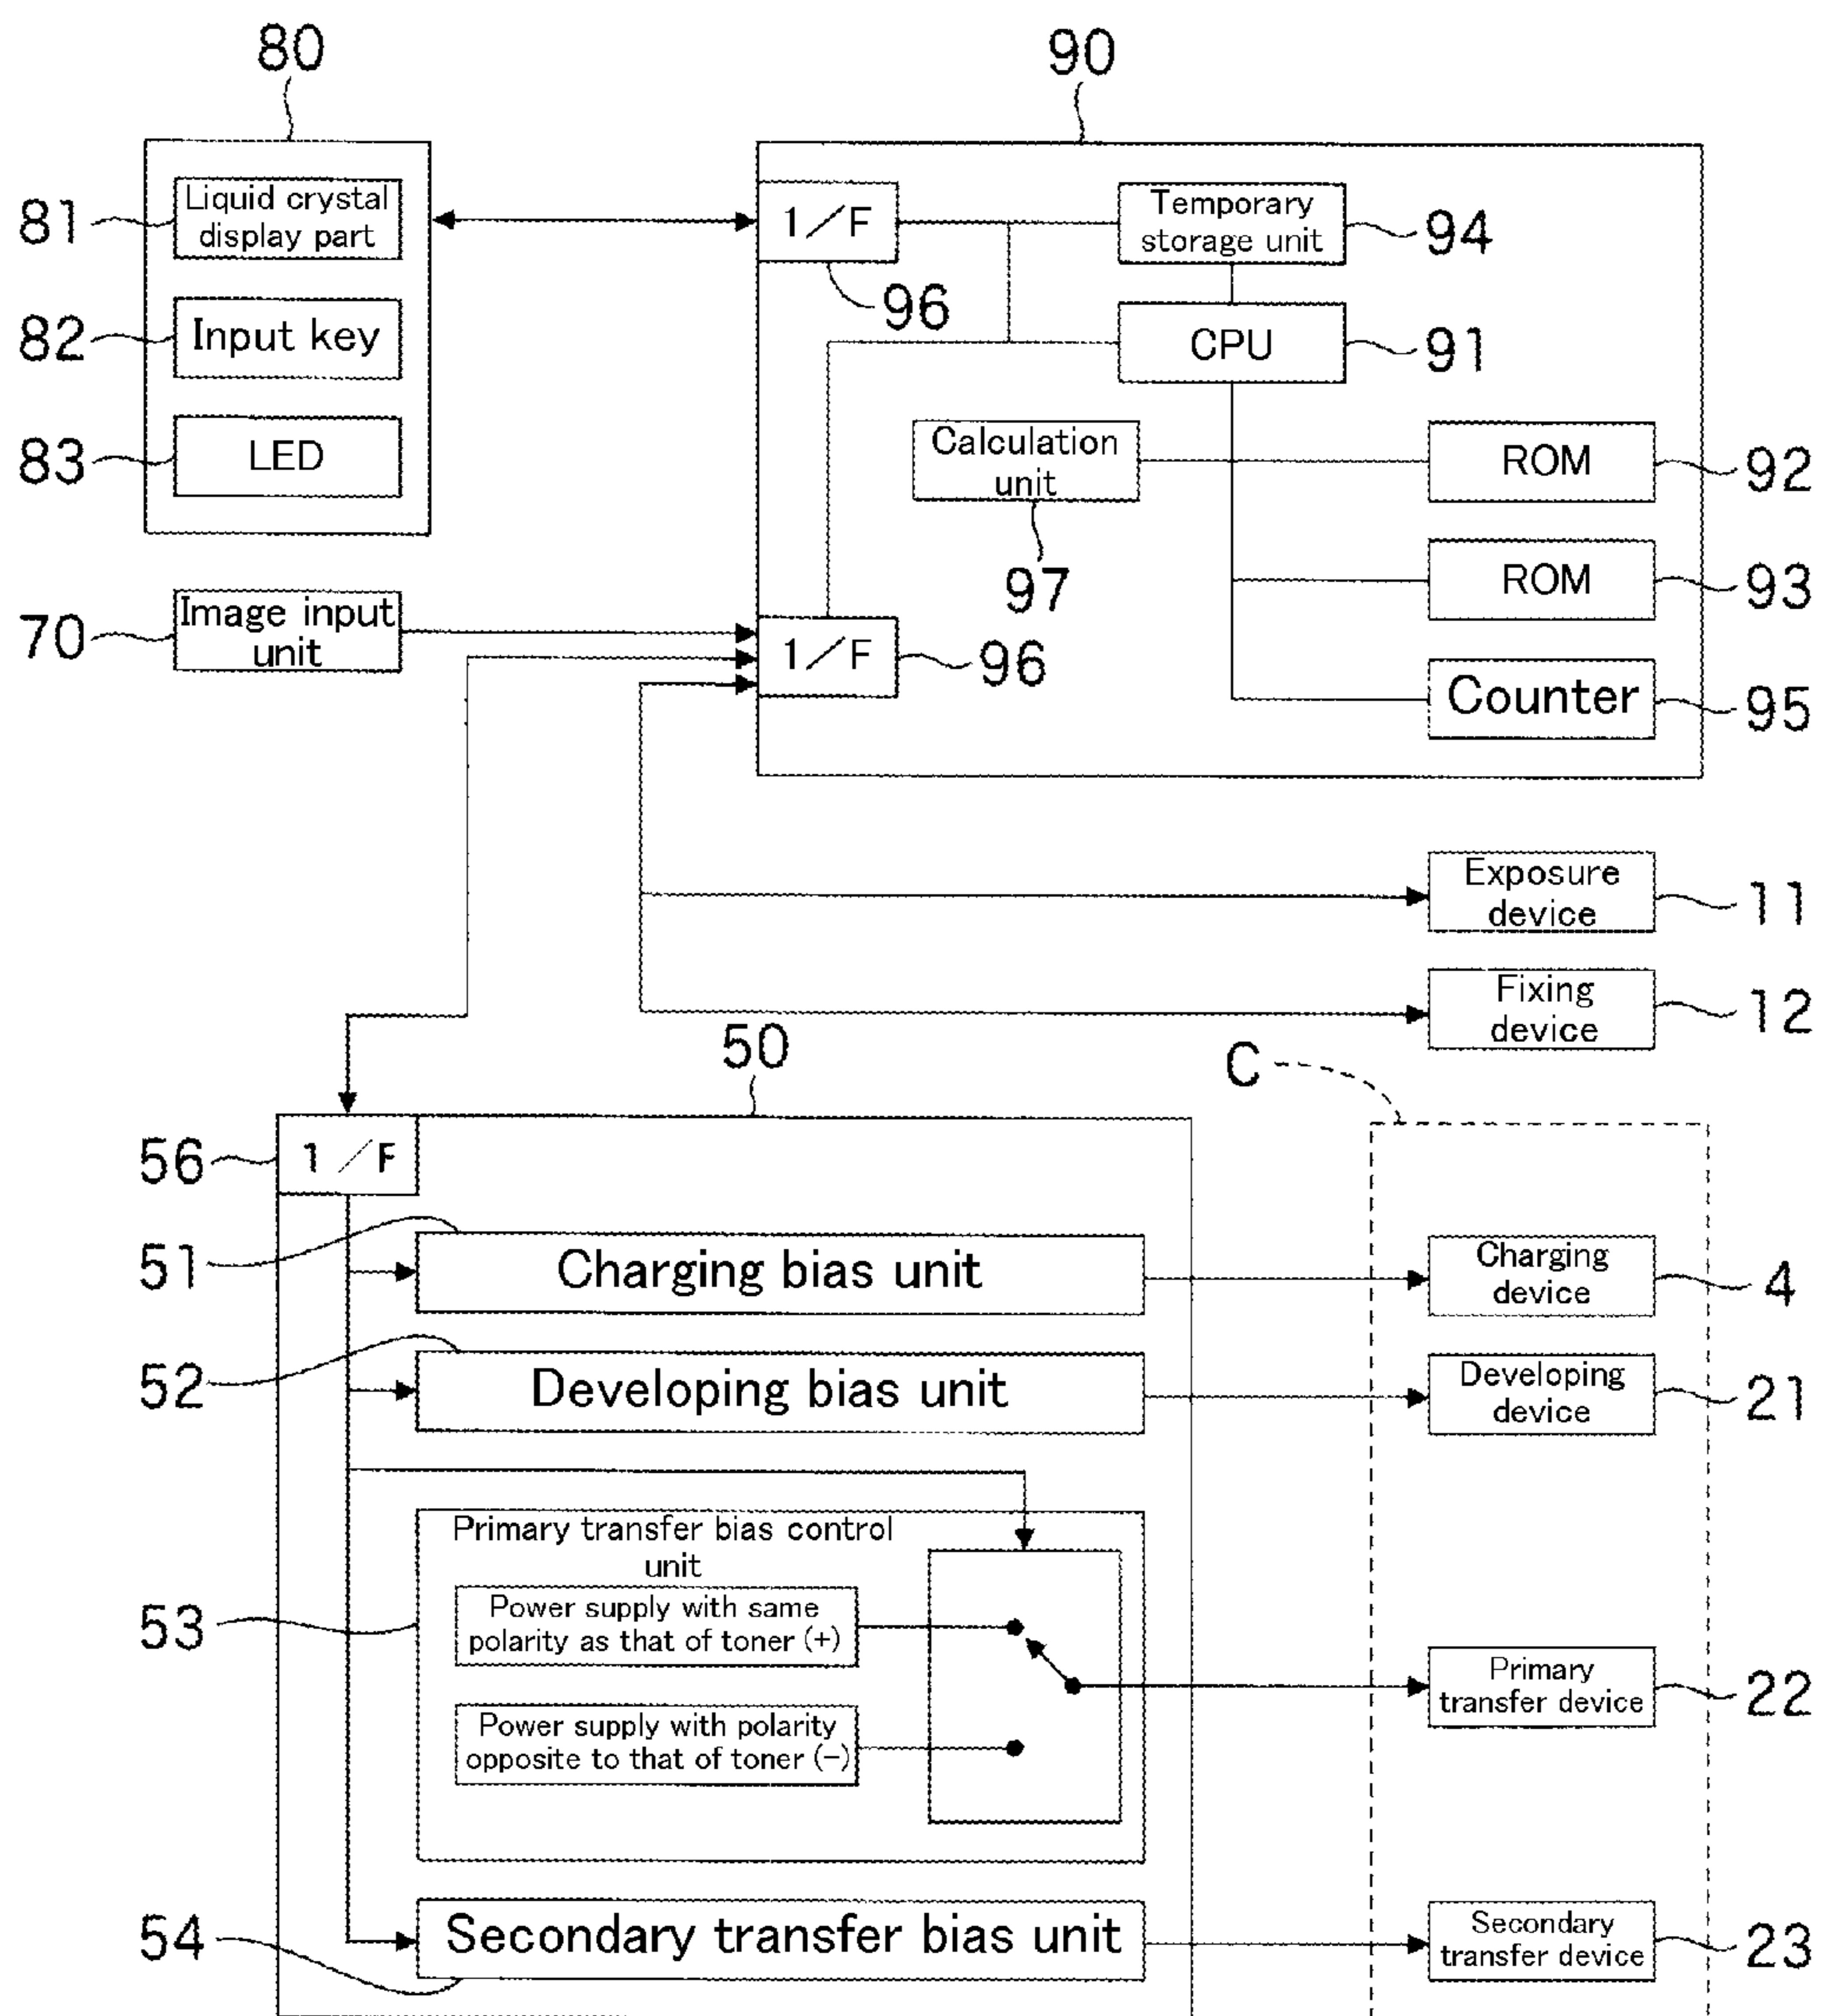 80
90
81
Liquid crystal
display part
1/F
Temporary
storage unit
94
96
82
Input key
CPU
91
83
LED
Calculation
unit
ROM
92
97
ROM
93
70
Image input
unit
1/F
96
Counter
95
Exposure
device
11
Fixing
device
12
50
C
56
1/F
51
Charging bias unit
Charging
device
4
52
Developing bias unit
Developing
device
21
Primary transfer bias control
unit
53
Power supply with same
polarity as that of toner (+)
Power supply with polarity
opposite to that of toner (−)
Primary
transfer device
22
54
Secondary transfer bias unit
Secondary
transfer device
23